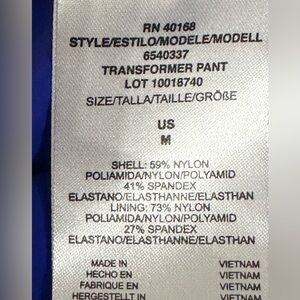 RN 40168
STYLE/ESTILO/MODELE/MODELL
6540337
TRANSFORMER PANT
LOT 10018740
SIZE/TALLA/TAILLE/GRÖßE
US
M
SHELL: 59% NYLON
POLIAMIDA/NYLON/POLYAMID
41% SPANDEX
ELASTANO/ELASTHANNE/ELASTHAN
LINING: 73% NYLON
POLIAMIDA/NYLON/POLYAMID
27% SPANDEX
ELASTANO/ELASTHANNE/ELASTHAN
MADE IN VIETNAM
HECHO EN VIETNAM
FABRIQUE EN VIETNAM
HERGESTELLT IN VIETNAM